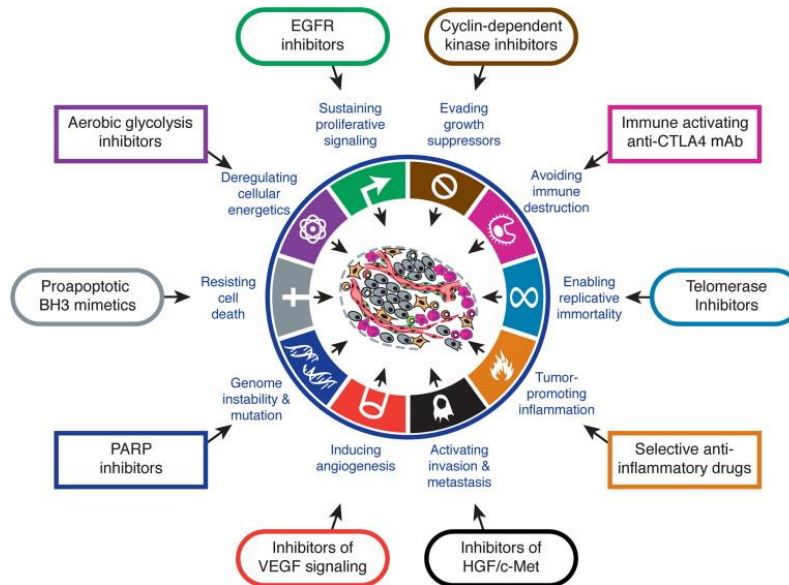 EGFR
inhibitors
Cyclin-dependent
kinase inhibitors
Sustaining
proliferative
signaling
Evading
growth
suppressors
Aerobic glycolysis
inhibitors
Immune activating
anti-CTLA4 mAb
Deregulating
cellular
energetics
Avoiding
immune
destruction
Proapoptotic
BH3 mimetics
Resisting
cell
death
Enabling
replicative
immortality
Telomerase
Inhibitors
Genome
instability &
mutation
Tumor-
promoting
inflammation
PARP
inhibitors
Inducing
angiogenesis
Activating
invasion &
metastasis
Selective anti-
inflammatory drugs
Inhibitors of
VEGF signaling
Inhibitors of
HGF/c-Met